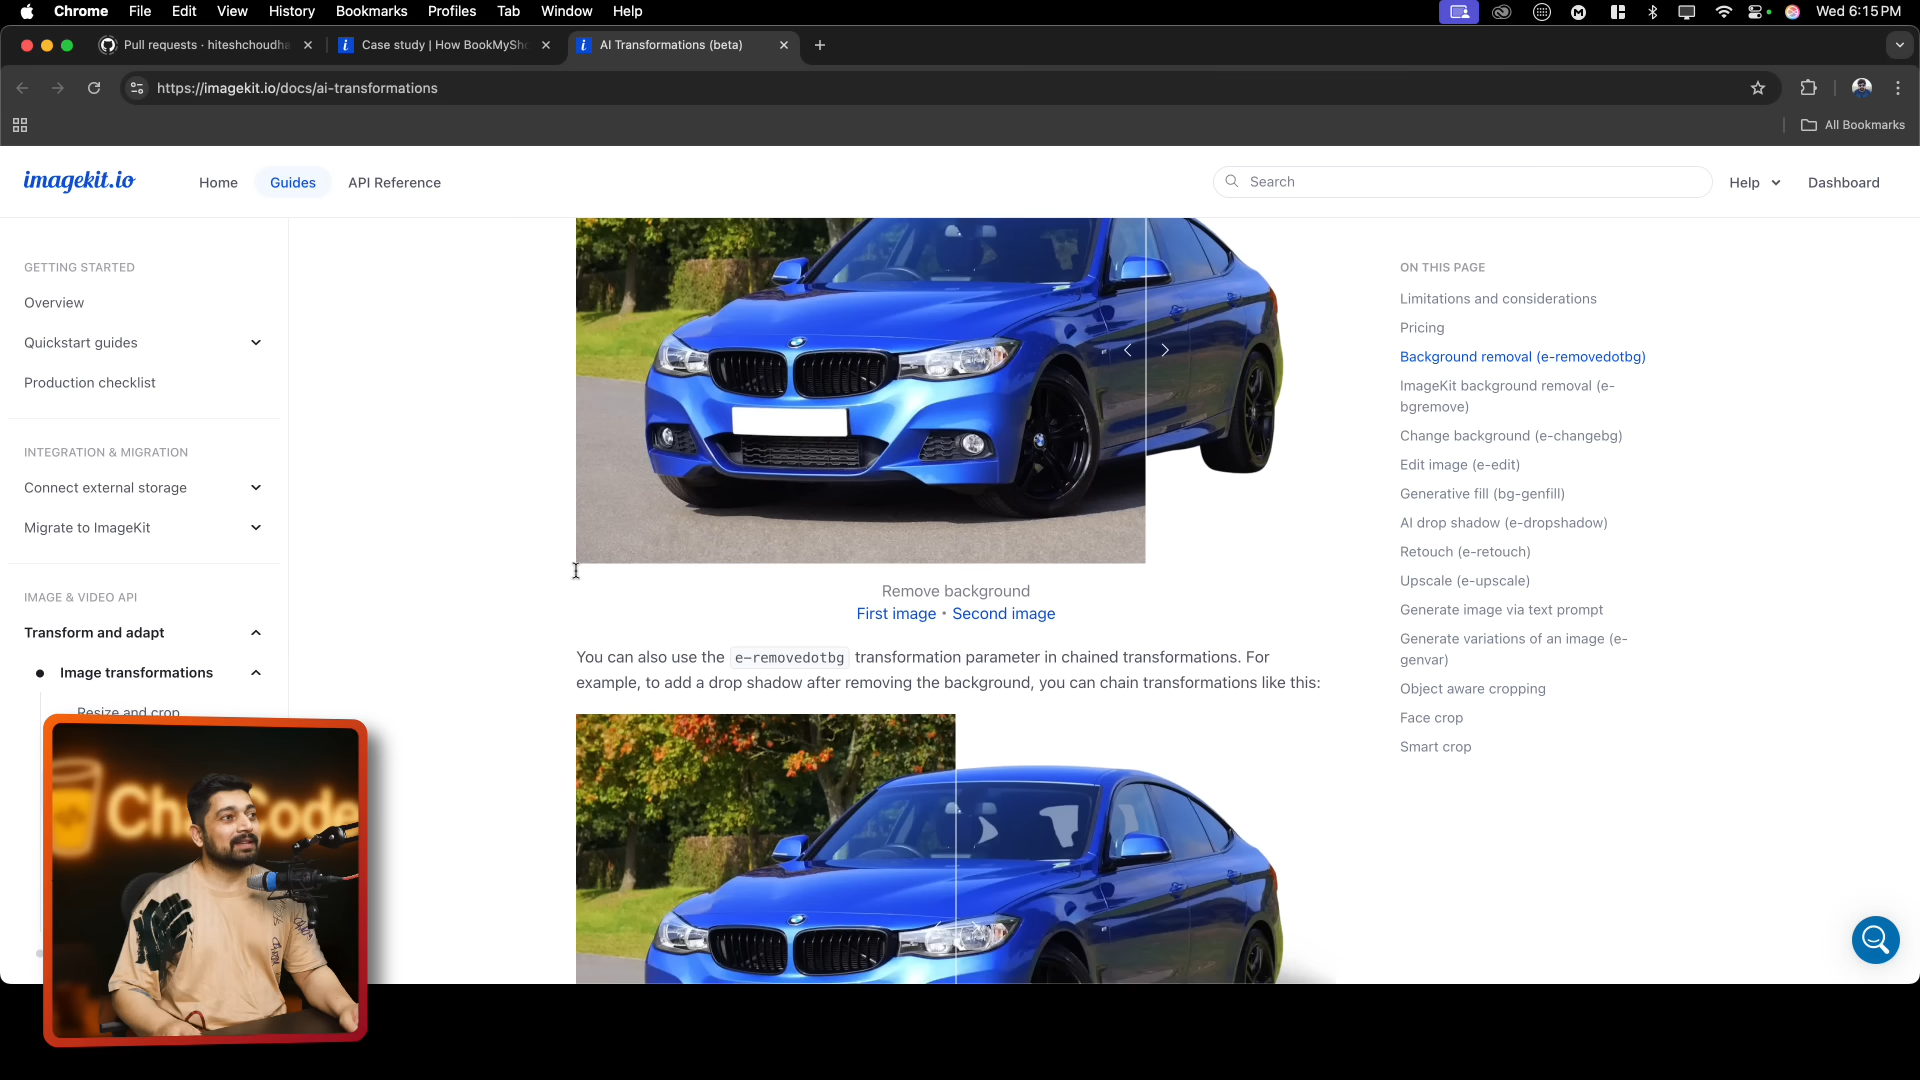 Chrome File Edit View History Bookmarks Profiles Tab Window Help
Wed 6:15 PM
Pull requests · hiteshchoudha
Case study | How BookMySh
AI Transformations (beta)
https://imagekit.io/docs/ai-transformations
All Bookmarks
imagekit.io
Home
Guides
API Reference
Search
Help
Dashboard
GETTING STARTED
Overview
Quickstart guides
Production checklist
INTEGRATION & MIGRATION
Connect external storage
Migrate to ImageKit
IMAGE & VIDEO API
Transform and adapt
Image transformations
Resize and crop
Remove background
First image • Second image
You can also use the e-removedotbg transformation parameter in chained transformations. For
example, to add a drop shadow after removing the background, you can chain transformations like this:
ON THIS PAGE
Limitations and considerations
Pricing
Background removal (e-removedotbg)
ImageKit background removal (e-
bgremove)
Change background (e-changebg)
Edit image (e-edit)
Generative fill (bg-genfill)
AI drop shadow (e-dropshadow)
Retouch (e-retouch)
Upscale (e-upscale)
Generate image via text prompt
Generate variations of an image (e-
genvar)
Object aware cropping
Face crop
Smart crop